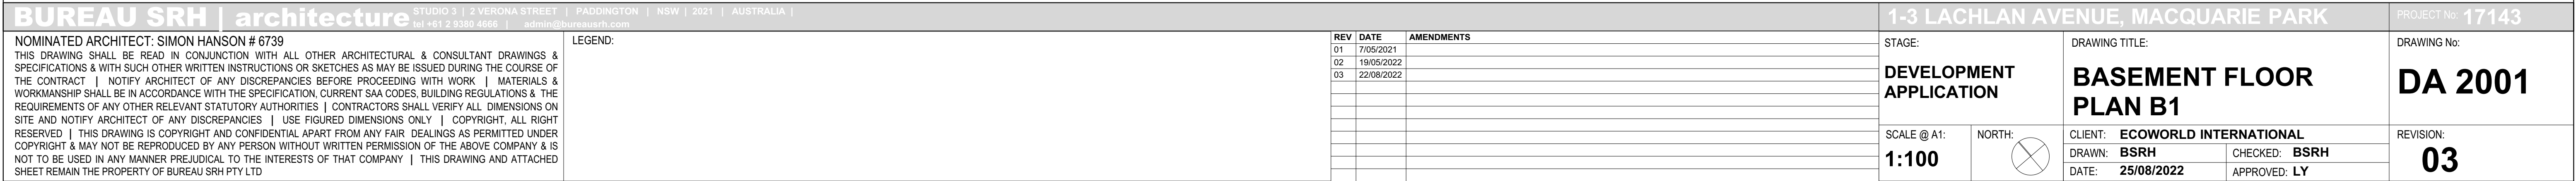 BUREAU SRH | architecture
STUDIO 3 | 2 VERONA STREET | PADDINGTON | NSW | 2021 | AUSTRALIA |
tel +61 2 9380 4666 | admin@bureausrh.com
1-3 LACHLAN AVENUE, MACQUARIE PARK
PROJECT No: 17143
NOMINATED ARCHITECT: SIMON HANSON # 6739
THIS DRAWING SHALL BE READ IN CONJUNCTION WITH ALL OTHER ARCHITECTURAL & CONSULTANT DRAWINGS &
SPECIFICATIONS & WITH SUCH OTHER WRITTEN INSTRUCTIONS OR SKETCHES AS MAY BE ISSUED DURING THE COURSE OF
THE CONTRACT | NOTIFY ARCHITECT OF ANY DISCREPANCIES BEFORE PROCEEDING WITH WORK | MATERIALS &
WORKMANSHIP SHALL BE IN ACCORDANCE WITH THE SPECIFICATION, CURRENT SAA CODES, BUILDING REGULATIONS & THE
REQUIREMENTS OF ANY OTHER RELEVANT STATUTORY AUTHORITIES | CONTRACTORS SHALL VERIFY ALL DIMENSIONS ON
SITE AND NOTIFY ARCHITECT OF ANY DISCREPANCIES | USE FIGURED DIMENSIONS ONLY | COPYRIGHT, ALL RIGHT
RESERVED | THIS DRAWING IS COPYRIGHT AND CONFIDENTIAL APART FROM ANY FAIR DEALINGS AS PERMITTED UNDER
COPYRIGHT & MAY NOT BE REPRODUCED BY ANY PERSON WITHOUT WRITTEN PERMISSION OF THE ABOVE COMPANY & IS
NOT TO BE USED IN ANY MANNER PREJUDICAL TO THE INTERESTS OF THAT COMPANY | THIS DRAWING AND ATTACHED
SHEET REMAIN THE PROPERTY OF BUREAU SRH PTY LTD
LEGEND:
REV DATE AMENDMENTS
01 7/05/2021
02 19/05/2022
03 22/08/2022
STAGE:
DEVELOPMENT
APPLICATION
SCALE @ A1:
1:100
NORTH:
DRAWING TITLE:
BASEMENT FLOOR
PLAN B1
CLIENT: ECOWORLD INTERNATIONAL
DRAWN: BSRH CHECKED: BSRH
DATE: 25/08/2022 APPROVED: LY
DRAWING No:
DA 2001
REVISION:
03